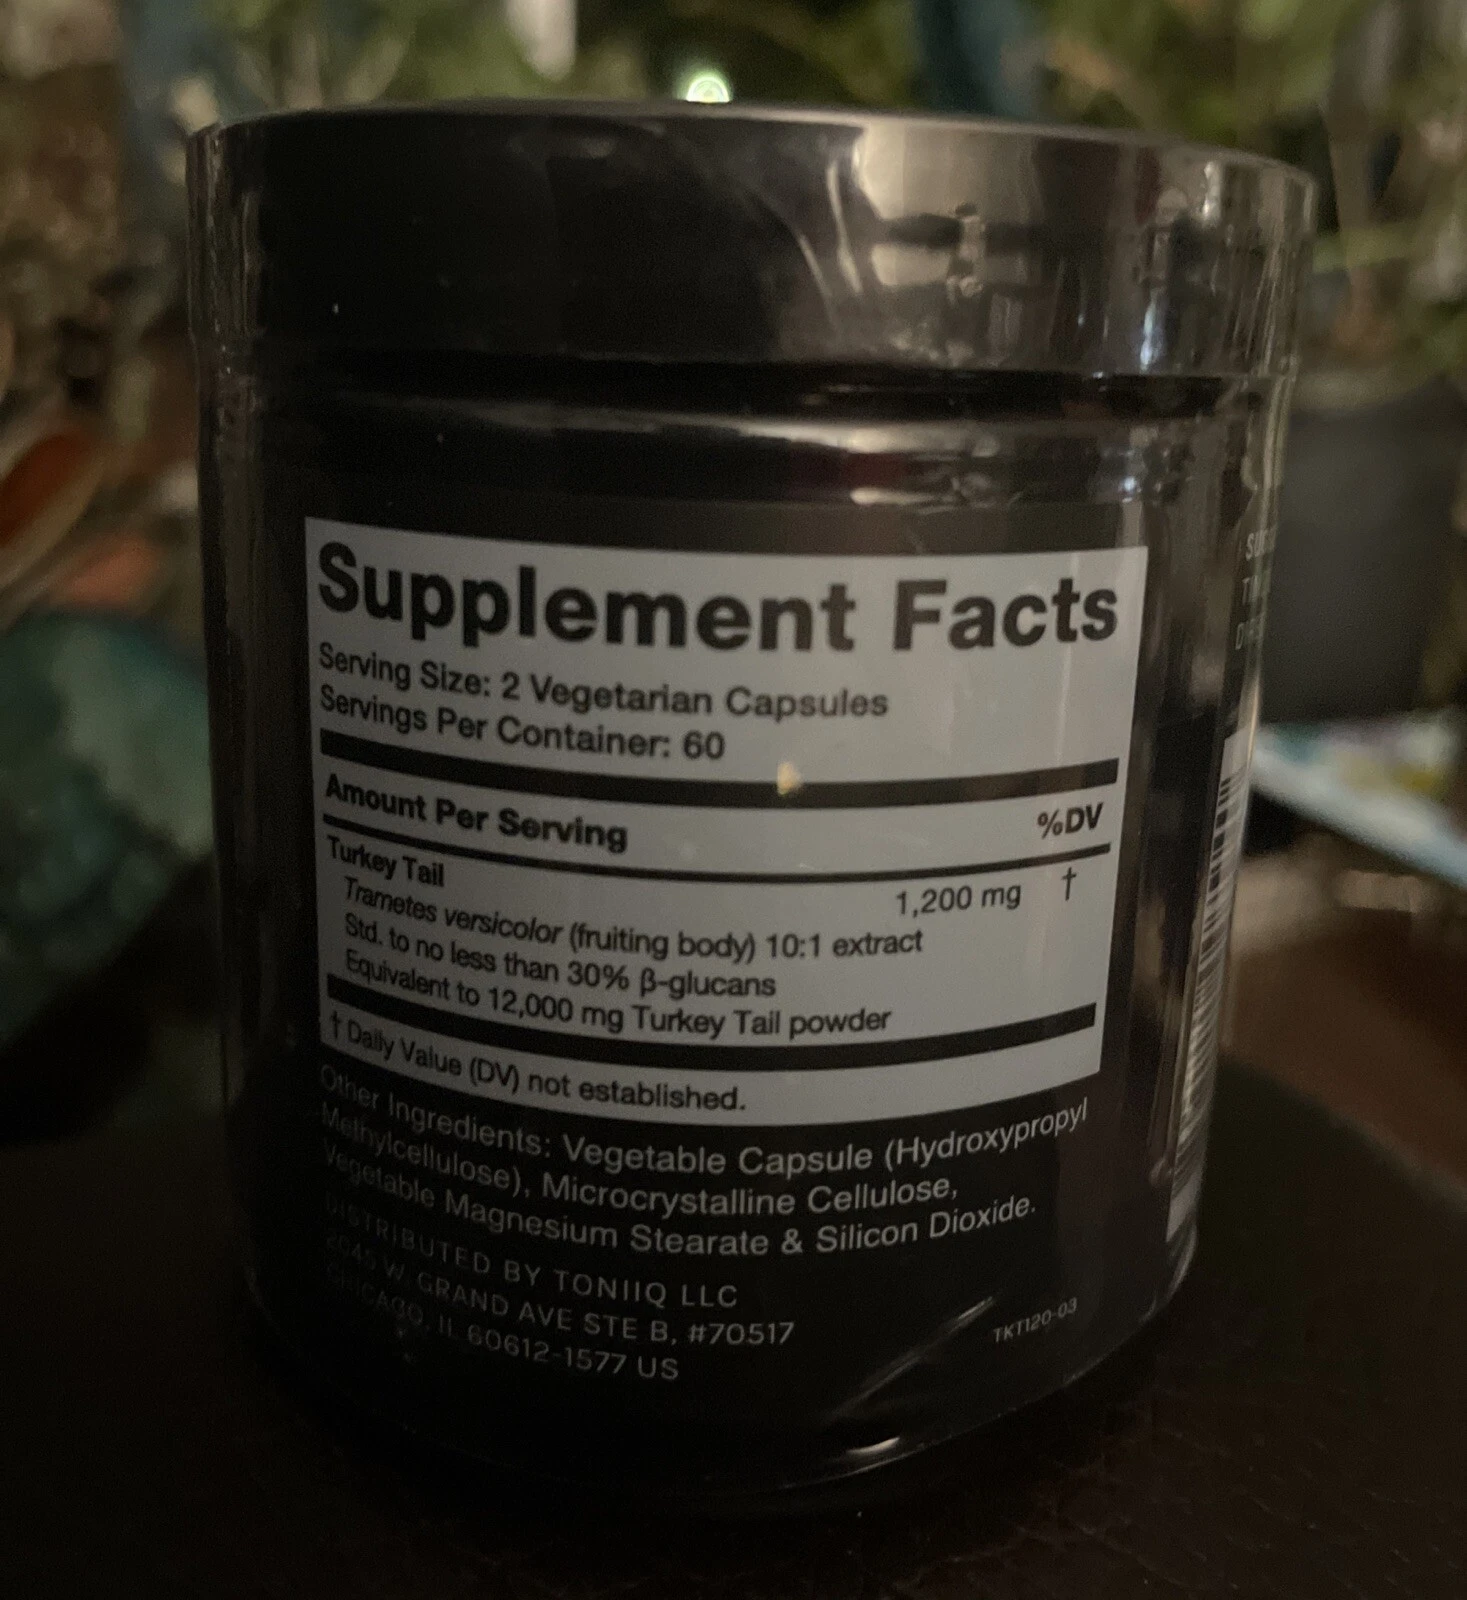 Supplement Facts
Serving Size: 2 Vegetarian Capsules
Servings Per Container: 60
Amount Per Serving %DV
Turkey Tail 1,200 mg †
Trametes versicolor (fruiting body) 10:1 extract
Std. to no less than 30% β-glucans
Equivalent to 12,000 mg Turkey Tail powder
† Daily Value (DV) not established.
Other Ingredients: Vegetable Capsule (Hydroxypropyl
Methylcellulose), Microcrystalline Cellulose,
Vegetable Magnesium Stearate & Silicon Dioxide.
DISTRIBUTED BY TONIIQ LLC
2045 W. GRAND AVE STE B, #70517
CHICAGO, IL 60612-1577 US
TKT120-03